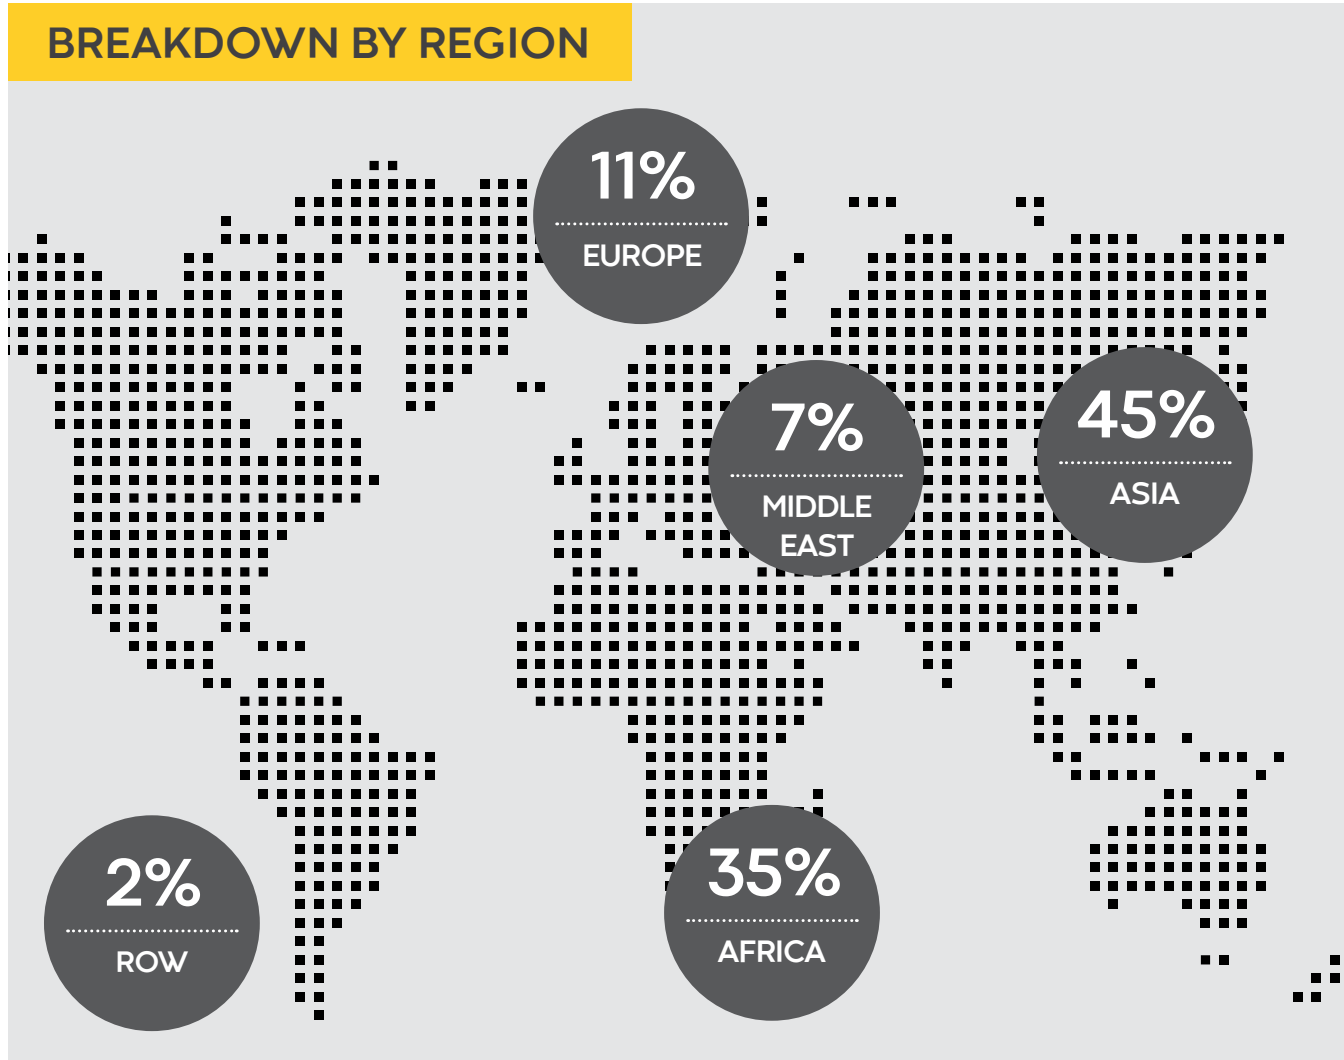 BREAKDOWN BY REGION
11%
EUROPE
7%
MIDDLE
EAST
45%
ASIA
2%
ROW
35%
AFRICA